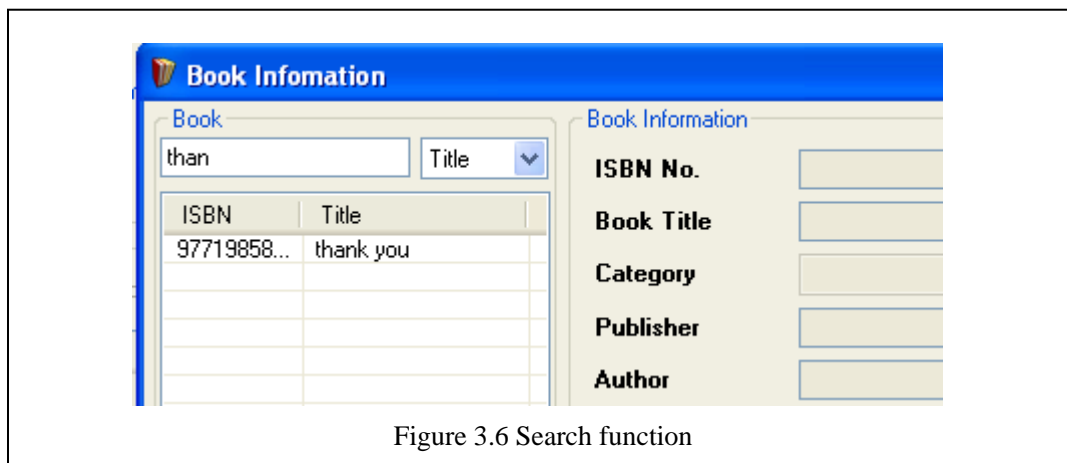 Book Infomation
Book
than Title
ISBN Title
97719858... thank you
Book Information
ISBN No.
Book Title
Category
Publisher
Author
Figure 3.6 Search function